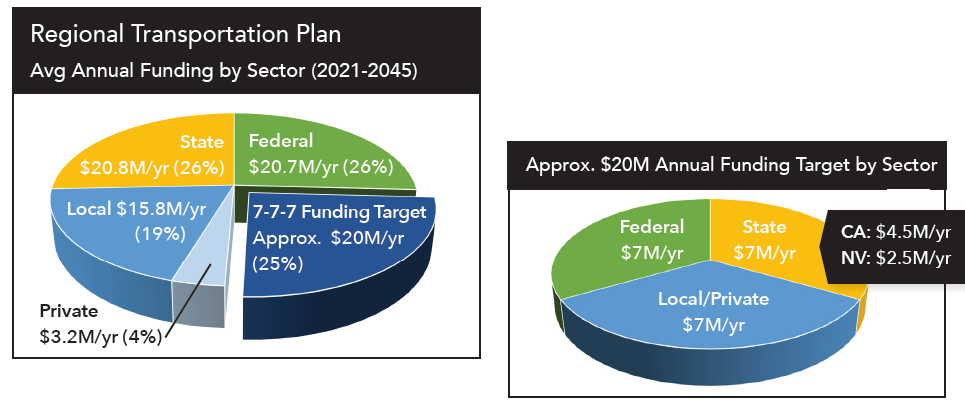 Regional Transportation Plan
Avg Annual Funding by Sector (2021-2045)
State
$20.8M/yr (26%)
Federal
$20.7M/yr (26%)
Local $15.8M/yr
(19%)
7-7-7 Funding Target
Approx. $20M/yr
(25%)
Private
$3.2M/yr (4%)
Approx. $20M Annual Funding Target by Sector
Federal
$7M/yr
State
$7M/yr
CA: $4.5M/yr
NV: $2.5M/yr
Local/Private
$7M/yr